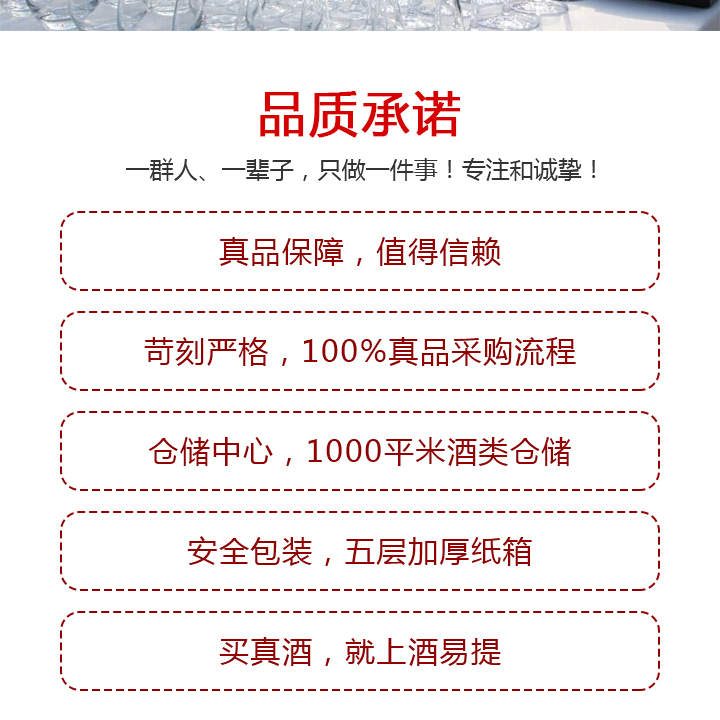 品质承诺
一群人、一辈子，只做一件事！专注和诚挚！
真品保障，值得信赖
苛刻严格，100%真品采购流程
仓储中心，1000平米酒类仓储
安全包装，五层加厚纸箱
买真酒，就上酒易提